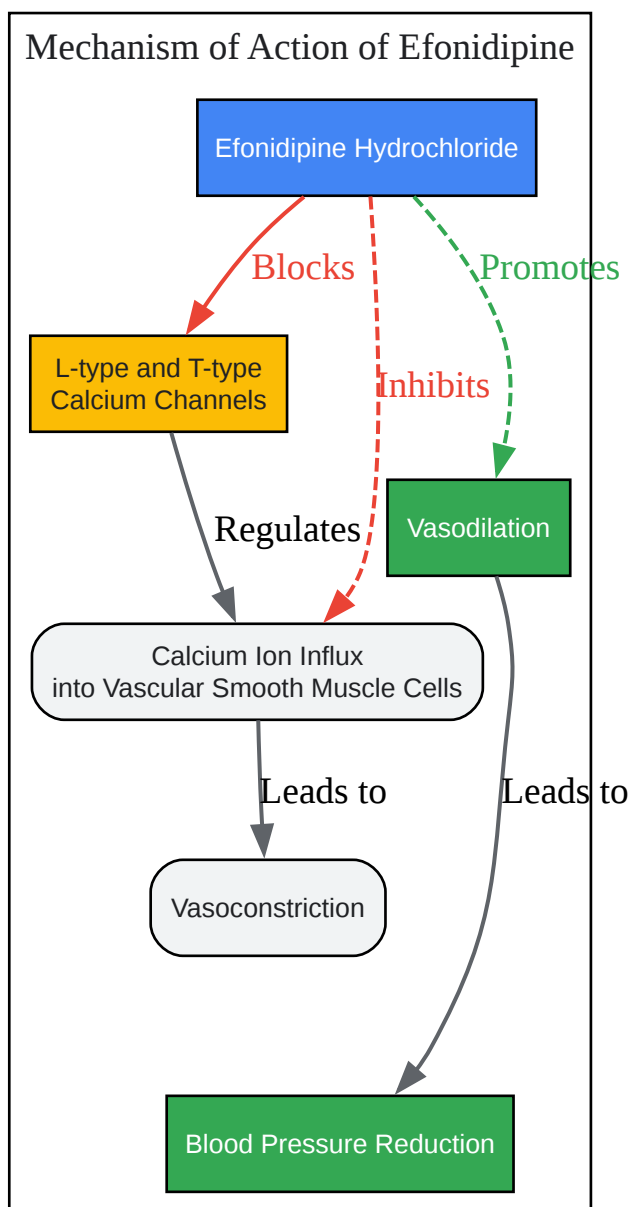 Mechanism of Action of Efonidipine
Efonidipine Hydrochloride
Blocks
Promotes
L-type and T-type
Calcium Channels
Inhibits
Regulates
Vasodilation
Calcium Ion Influx
into Vascular Smooth Muscle Cells
Leads to
Leads to
Vasoconstriction
Blood Pressure Reduction